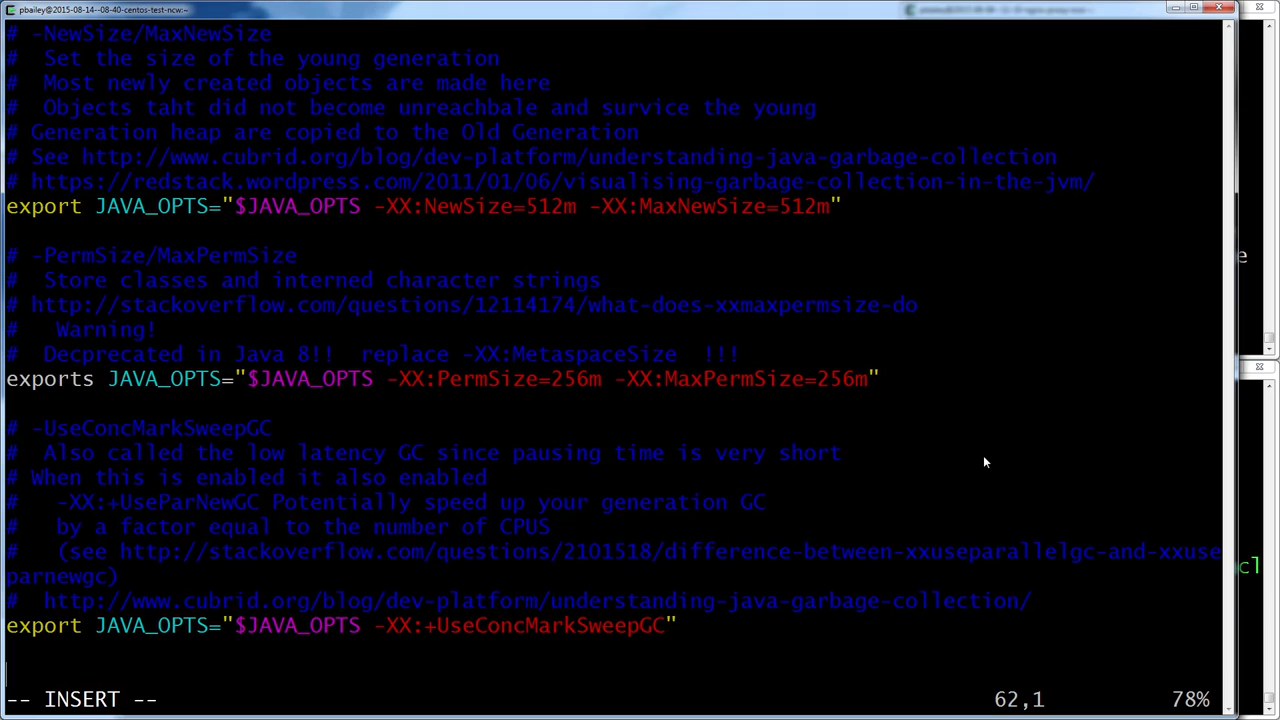 pbailey@2015-08-14--08-40-centos-test-ncw:~
# -NewSize/MaxNewSize
#  Set the size of the young generation
#  Most newly created objects are made here
#  Objects taht did not become unreachbale and survice the young
# Generation heap are copied to the Old Generation
# See http://www.cubrid.org/blog/dev-platform/understanding-java-garbage-collection
# https://redstack.wordpress.com/2011/01/06/visualising-garbage-collection-in-the-jvm/
export JAVA_OPTS="$JAVA_OPTS -XX:NewSize=512m -XX:MaxNewSize=512m"
# -PermSize/MaxPermSize
#  Store classes and interned character strings
# http://stackoverflow.com/questions/12114174/what-does-xxmaxpermsize-do
#   Warning!
#  Decprecated in Java 8!!  replace -XX:MetaspaceSize  !!!
exports JAVA_OPTS="$JAVA_OPTS -XX:PermSize=256m -XX:MaxPermSize=256m"
# -UseConcMarkSweepGC
#  Also called the low latency GC since pausing time is very short
# When this is enabled it also enabled
#   -XX:+UseParNewGC Potentially speed up your generation GC
#   by a factor equal to the number of CPUS
#   (see http://stackoverflow.com/questions/2101518/difference-between-xxuseparallelgc-and-xxuse
parnewgc)
#  http://www.cubrid.org/blog/dev-platform/understanding-java-garbage-collection/
export JAVA_OPTS="$JAVA_OPTS -XX:+UseConcMarkSweepGC"
-- INSERT -- 62,1 78%
e
cl